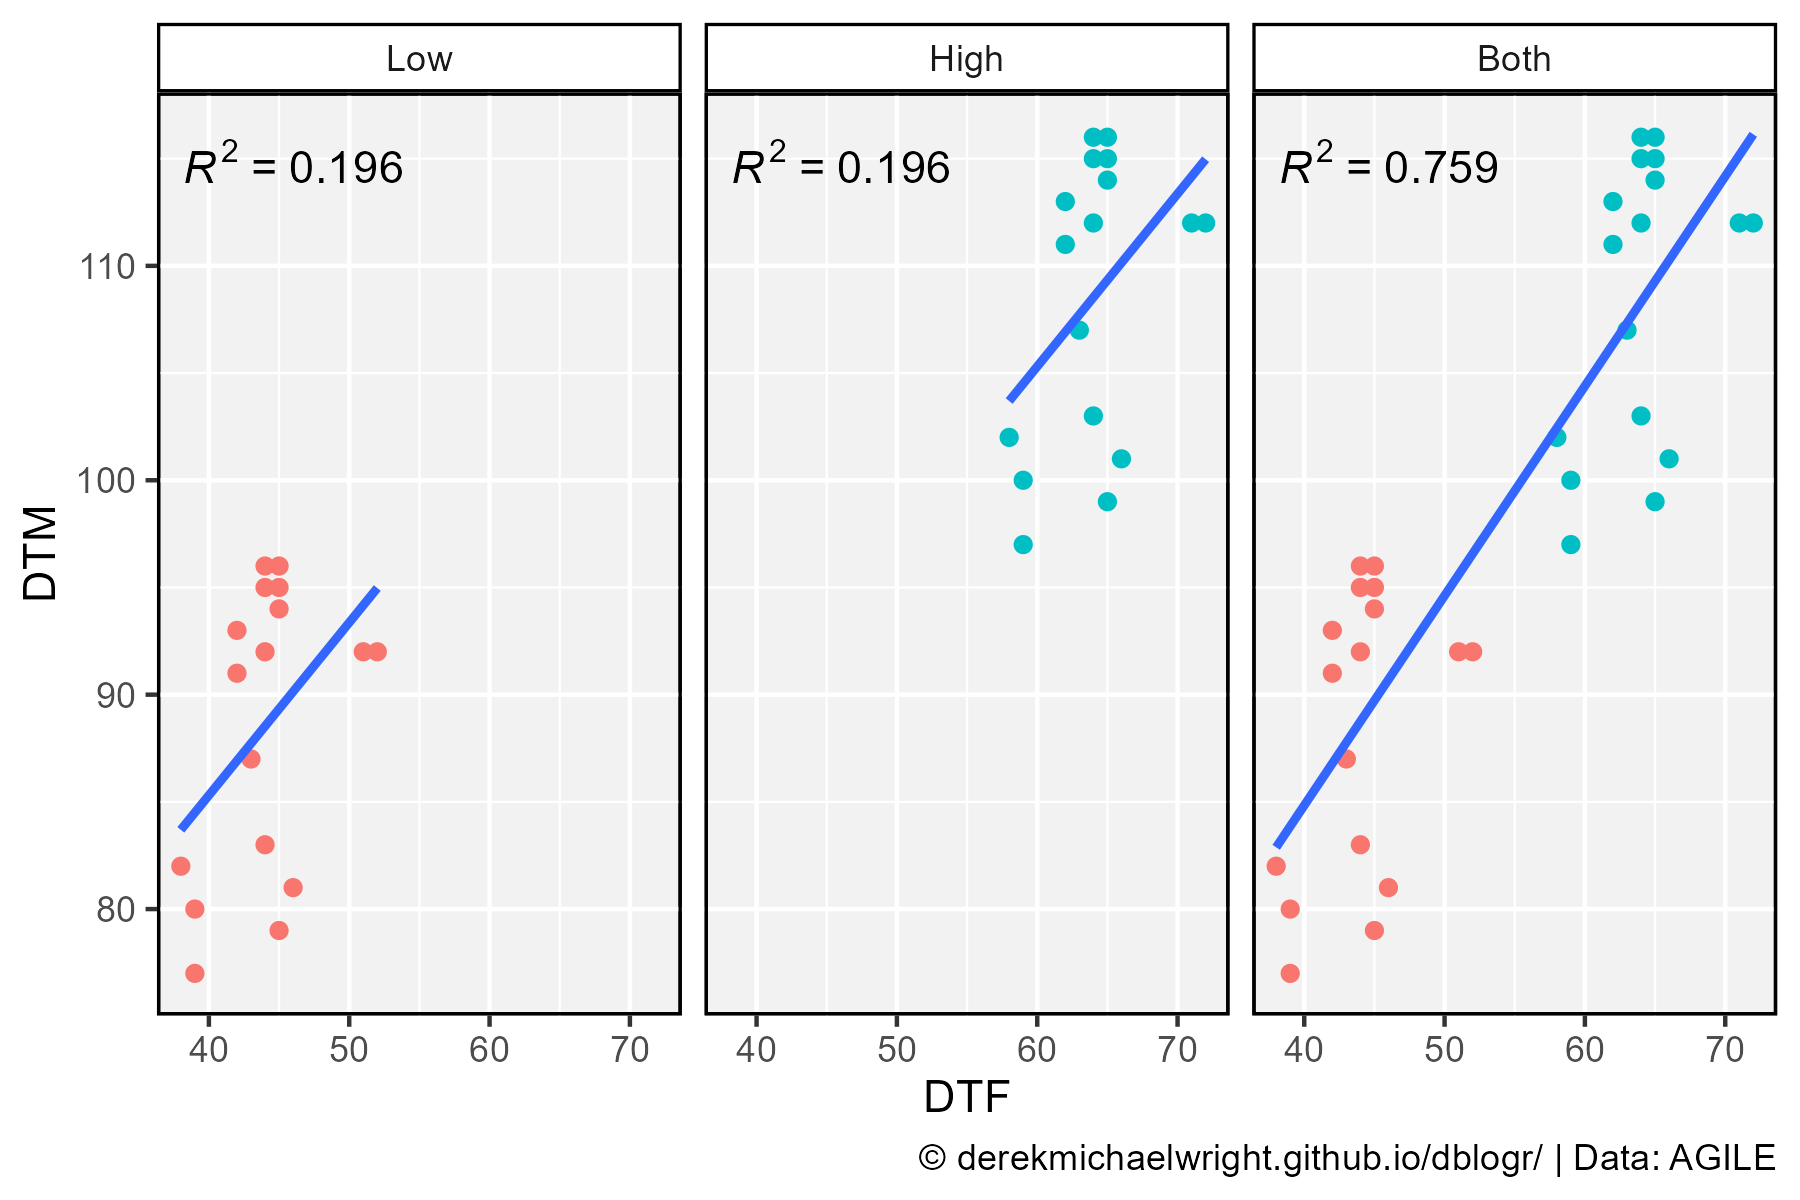 Low
High
Both
R² = 0.196
R² = 0.196
R² = 0.759
DTM
110
100
90
80
40 50 60 70
40 50 60 70
40 50 60 70
DTF
© derekmichaelwright.github.io/dblogr/ | Data: AGILE